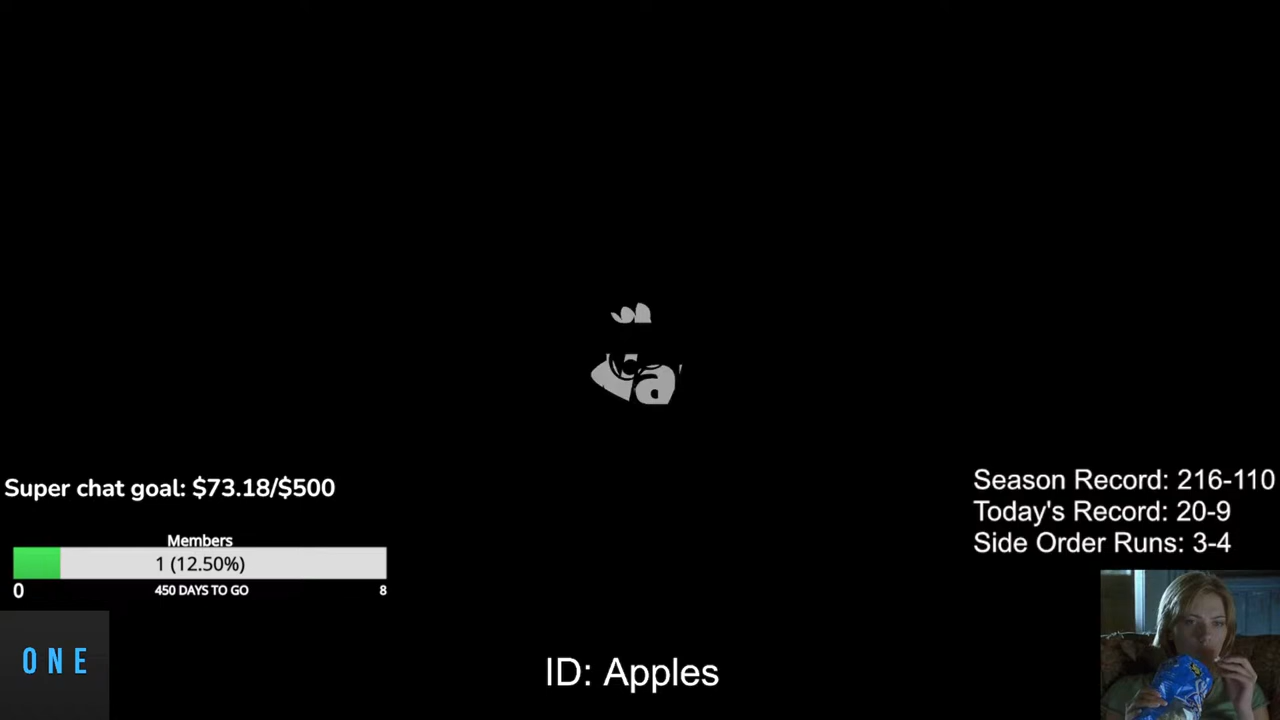 Super chat goal: $73.18/$500
Members
1 (12.50%)
0 450 DAYS TO GO 8
ONE
Season Record: 216-110
Today's Record: 20-9
Side Order Runs: 3-4
ID: Apples